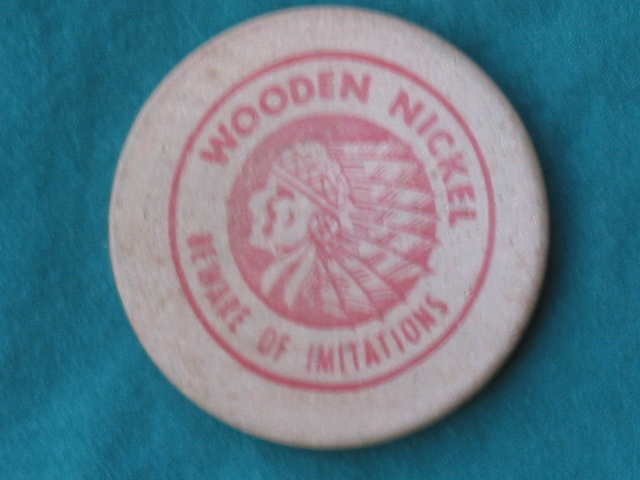 WOODEN NICKEL
BEWARE OF IMITATIONS